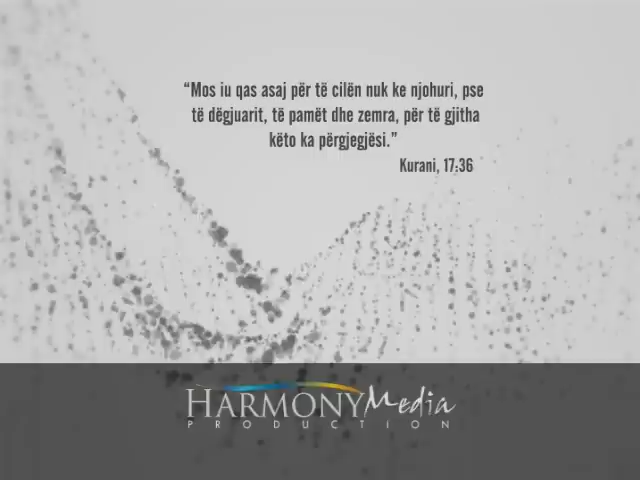 “Mos iu qas asaj për të cilën nuk ke njohuri, pse
të dëgjuarit, të pamët dhe zemra, për të gjitha
këto ka përgjegjësi.”
Kurani, 17:36
HARMONY Media
PRODUCTION